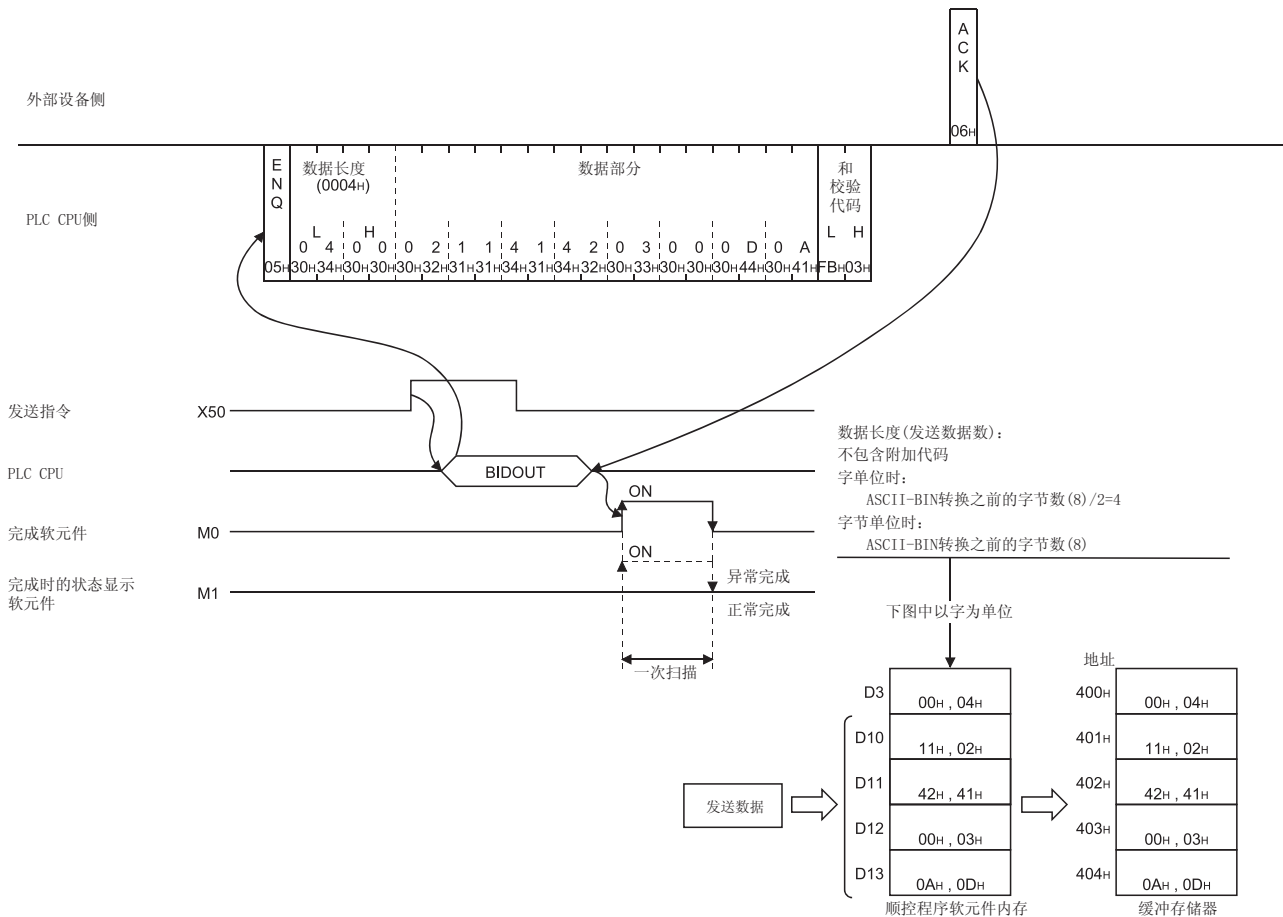 A
C
K
06H
外部设备侧
PLC CPU侧
E
N
Q
05H
数据长度
(0004H)
数据部分
和
校验
代码
L H L H
0 4 0 0 0 2 1 1 4 1 4 2 0 3 0 0 0 D 0 A
30H 34H 30H 30H 30H 32H 31H 31H 34H 31H 34H 32H 30H 33H 30H 30H 30H 44H 30H 41H FBH 03H
发送指令 X50
PLC CPU BIDOUT
完成软元件 M0 ON
ON
完成时的状态显示
软元件
M1
异常完成
正常完成
一次扫描
数据长度(发送数据数):
不包含附加代码
字单位时:
ASCII-BIN转换之前的字节数(8)/2=4
字节单位时:
ASCII-BIN转换之前的字节数(8)
下图中以字为单位
地址
D3 00H , 04H 400H 00H , 04H
D10 11H , 02H 401H 11H , 02H
D11 42H , 41H 402H 42H , 41H
发送数据
D12 00H , 03H 403H 00H , 03H
D13 0AH , 0DH 404H 0AH , 0DH
顺控程序软元件内存 缓冲存储器